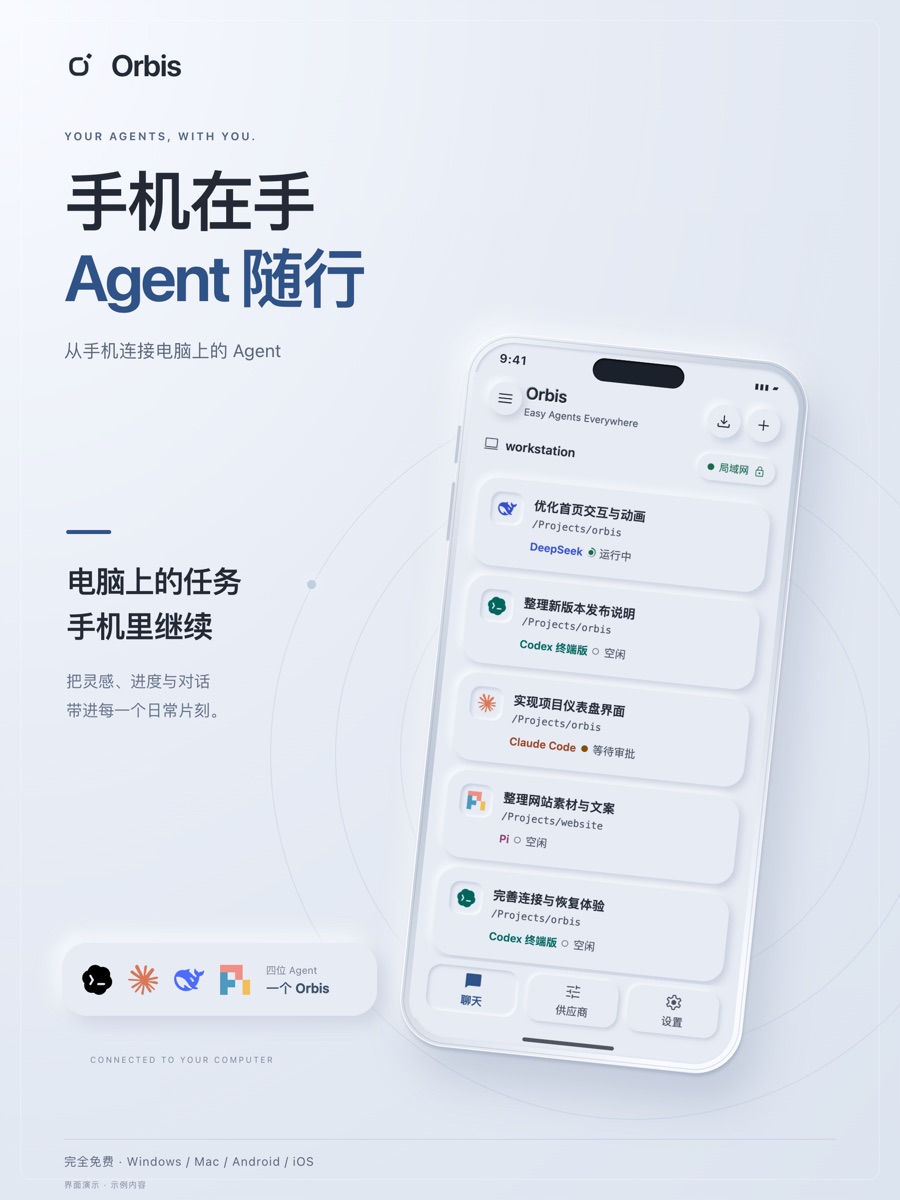 Orbis
YOUR AGENTS, WITH YOU.
手机在手
Agent 随行
从手机连接电脑上的 Agent
电脑上的任务
手机里继续
把灵感、进度与对话
带进每一个日常片刻。
9:41
Orbis
Easy Agents Everywhere
workstation
局域网
优化首页交互与动画
/Projects/orbis
DeepSeek 运行中
整理新版本发布说明
/Projects/orbis
Codex 终端版 空闲
实现项目仪表盘界面
/Projects/orbis
Claude Code 等待审批
整理网站素材与文案
/Projects/website
Pi 空闲
完善连接与恢复体验
/Projects/orbis
Codex 终端版 空闲
聊天
供应商
设置
四位 Agent
一个 Orbis
CONNECTED TO YOUR COMPUTER
完全免费 · Windows / Mac / Android / iOS
界面演示 · 示例内容